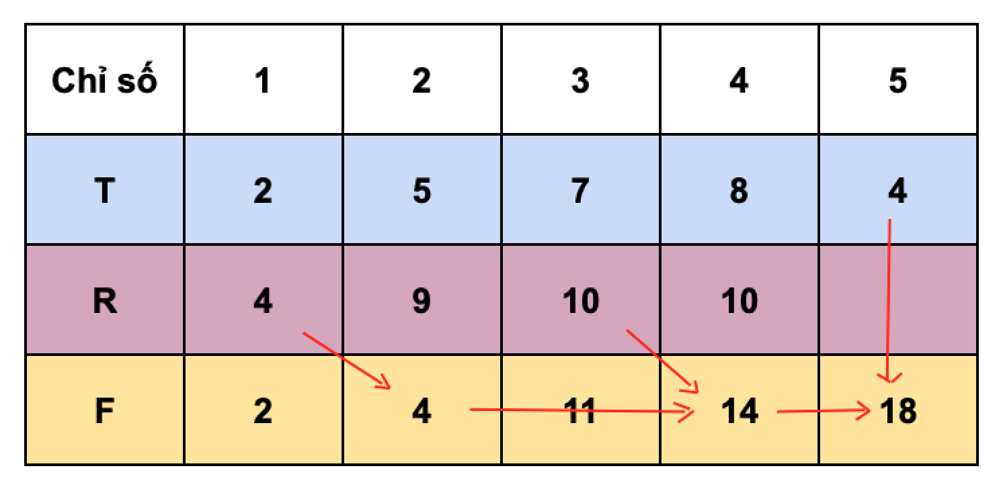 Chỉ số 1 2 3 4 5
T 2 5 7 8 4
R 4 9 10 10
F 2 4 11 14 18